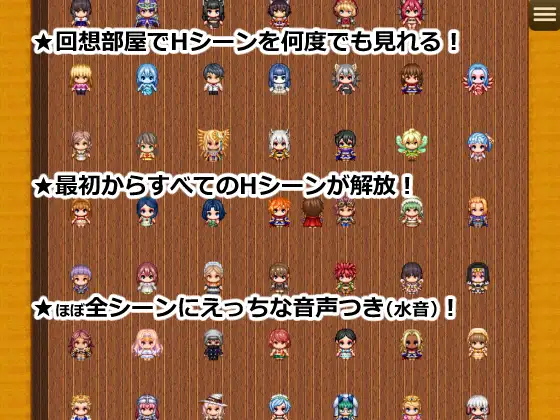 ★回想部屋でHシーンを何度でも見れる！
★最初からすべてのHシーンが解放！
★ほぼ全シーンにえっちな音声つき(水音)！